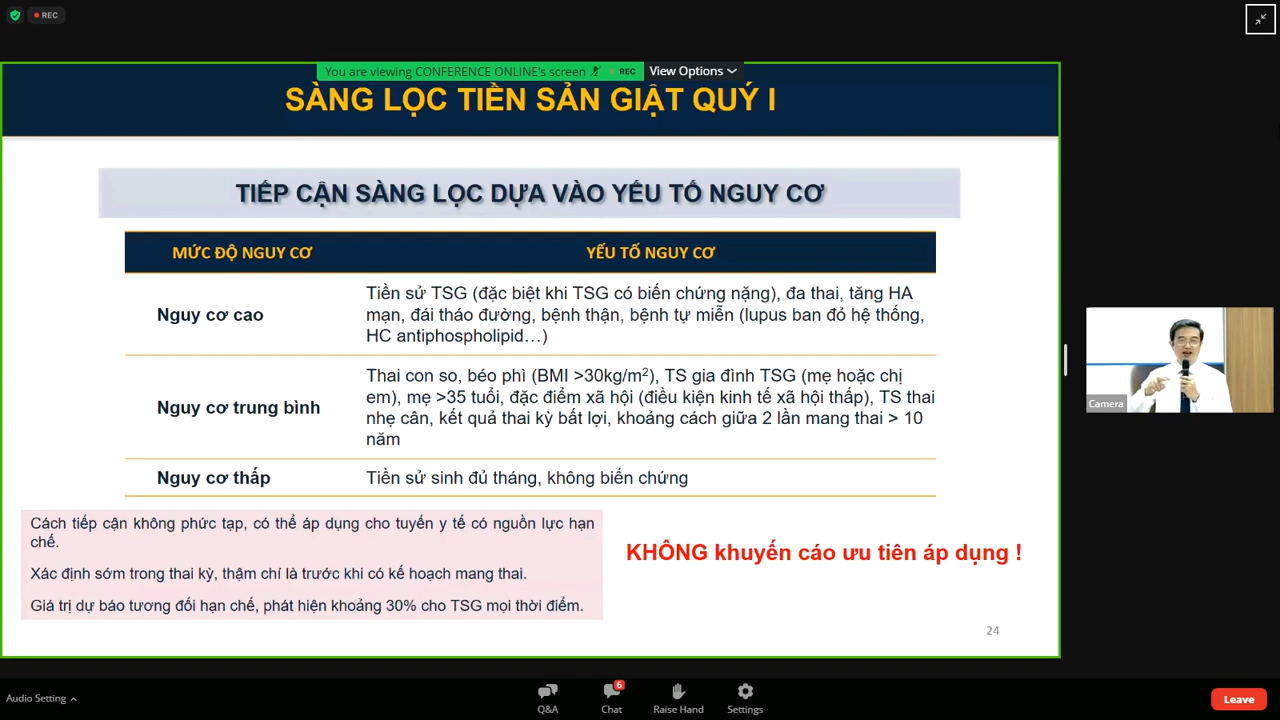 REC
You are viewing CONFERENCE ONLINE's screen
REC
View Options
SÀNG LỌC TIỀN SẢN GIẬT QUÝ I
TIẾP CẬN SÀNG LỌC DỰA VÀO YẾU TỐ NGUY CƠ
MỨC ĐỘ NGUY CƠ
YẾU TỐ NGUY CƠ
Nguy cơ cao
Tiền sử TSG (đặc biệt khi TSG có biến chứng nặng), đa thai, tăng HA
mạn, đái tháo đường, bệnh thận, bệnh tự miễn (lupus ban đỏ hệ thống,
HC antiphospholipid…)
Nguy cơ trung bình
Thai con so, béo phì (BMI >30kg/m²), TS gia đình TSG (mẹ hoặc chị
em), mẹ >35 tuổi, đặc điểm xã hội (điều kiện kinh tế xã hội thấp), TS thai
nhẹ cân, kết quả thai kỳ bất lợi, khoảng cách giữa 2 lần mang thai > 10
năm
Nguy cơ thấp
Tiền sử sinh đủ tháng, không biến chứng
Cách tiếp cận không phức tạp, có thể áp dụng cho tuyến y tế có nguồn lực hạn
chế.
Xác định sớm trong thai kỳ, thậm chí là trước khi có kế hoạch mang thai.
Giá trị dự báo tương đối hạn chế, phát hiện khoảng 30% cho TSG mọi thời điểm.
KHÔNG khuyến cáo ưu tiên áp dụng !
24
Camera
Audio Setting
Q&A
6
Chat
Raise Hand
Settings
Leave